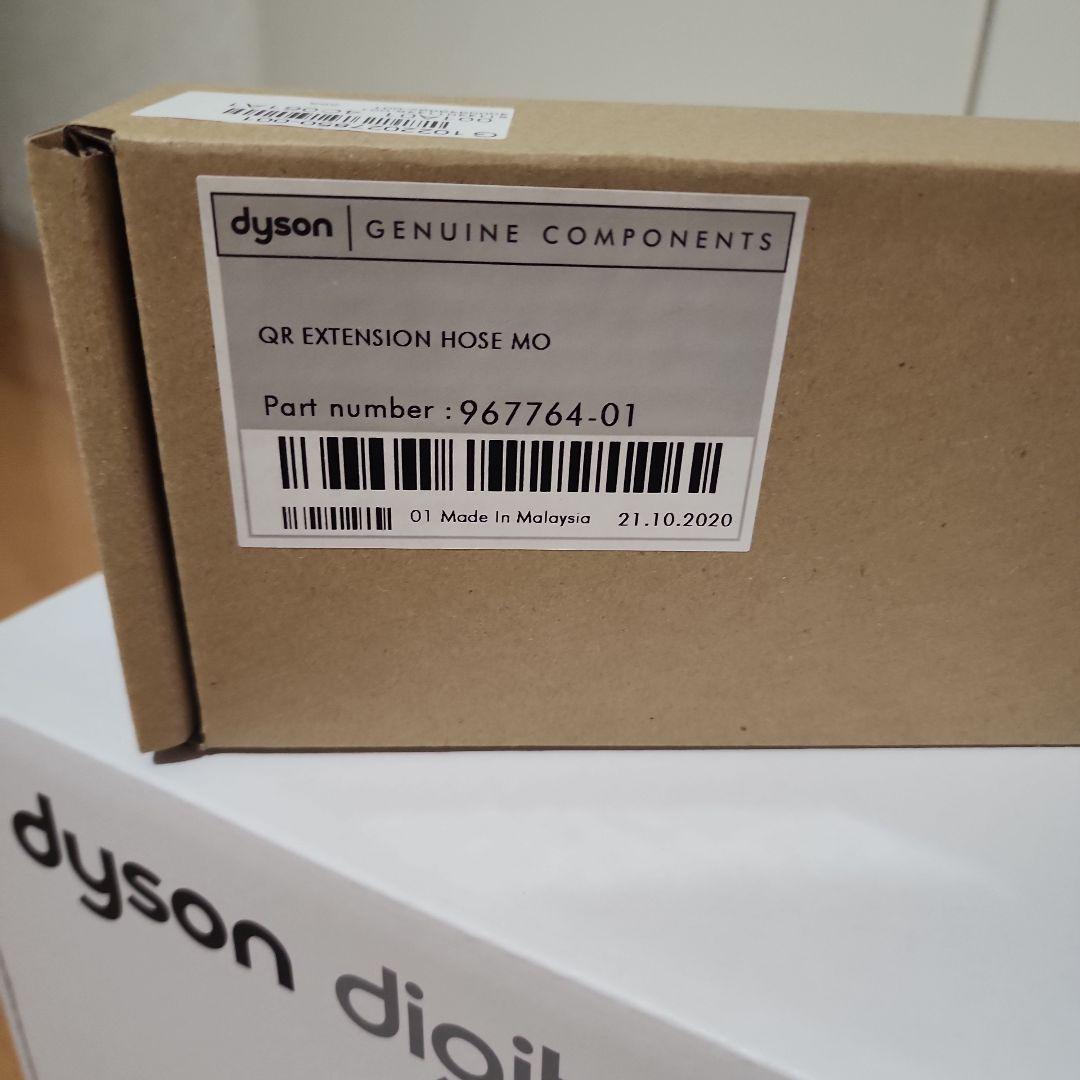 dyson | GENUINE COMPONENTS
QR EXTENSION HOSE MO
Part number : 967764-01
01 Made In Malaysia 21.10.2020
dyson